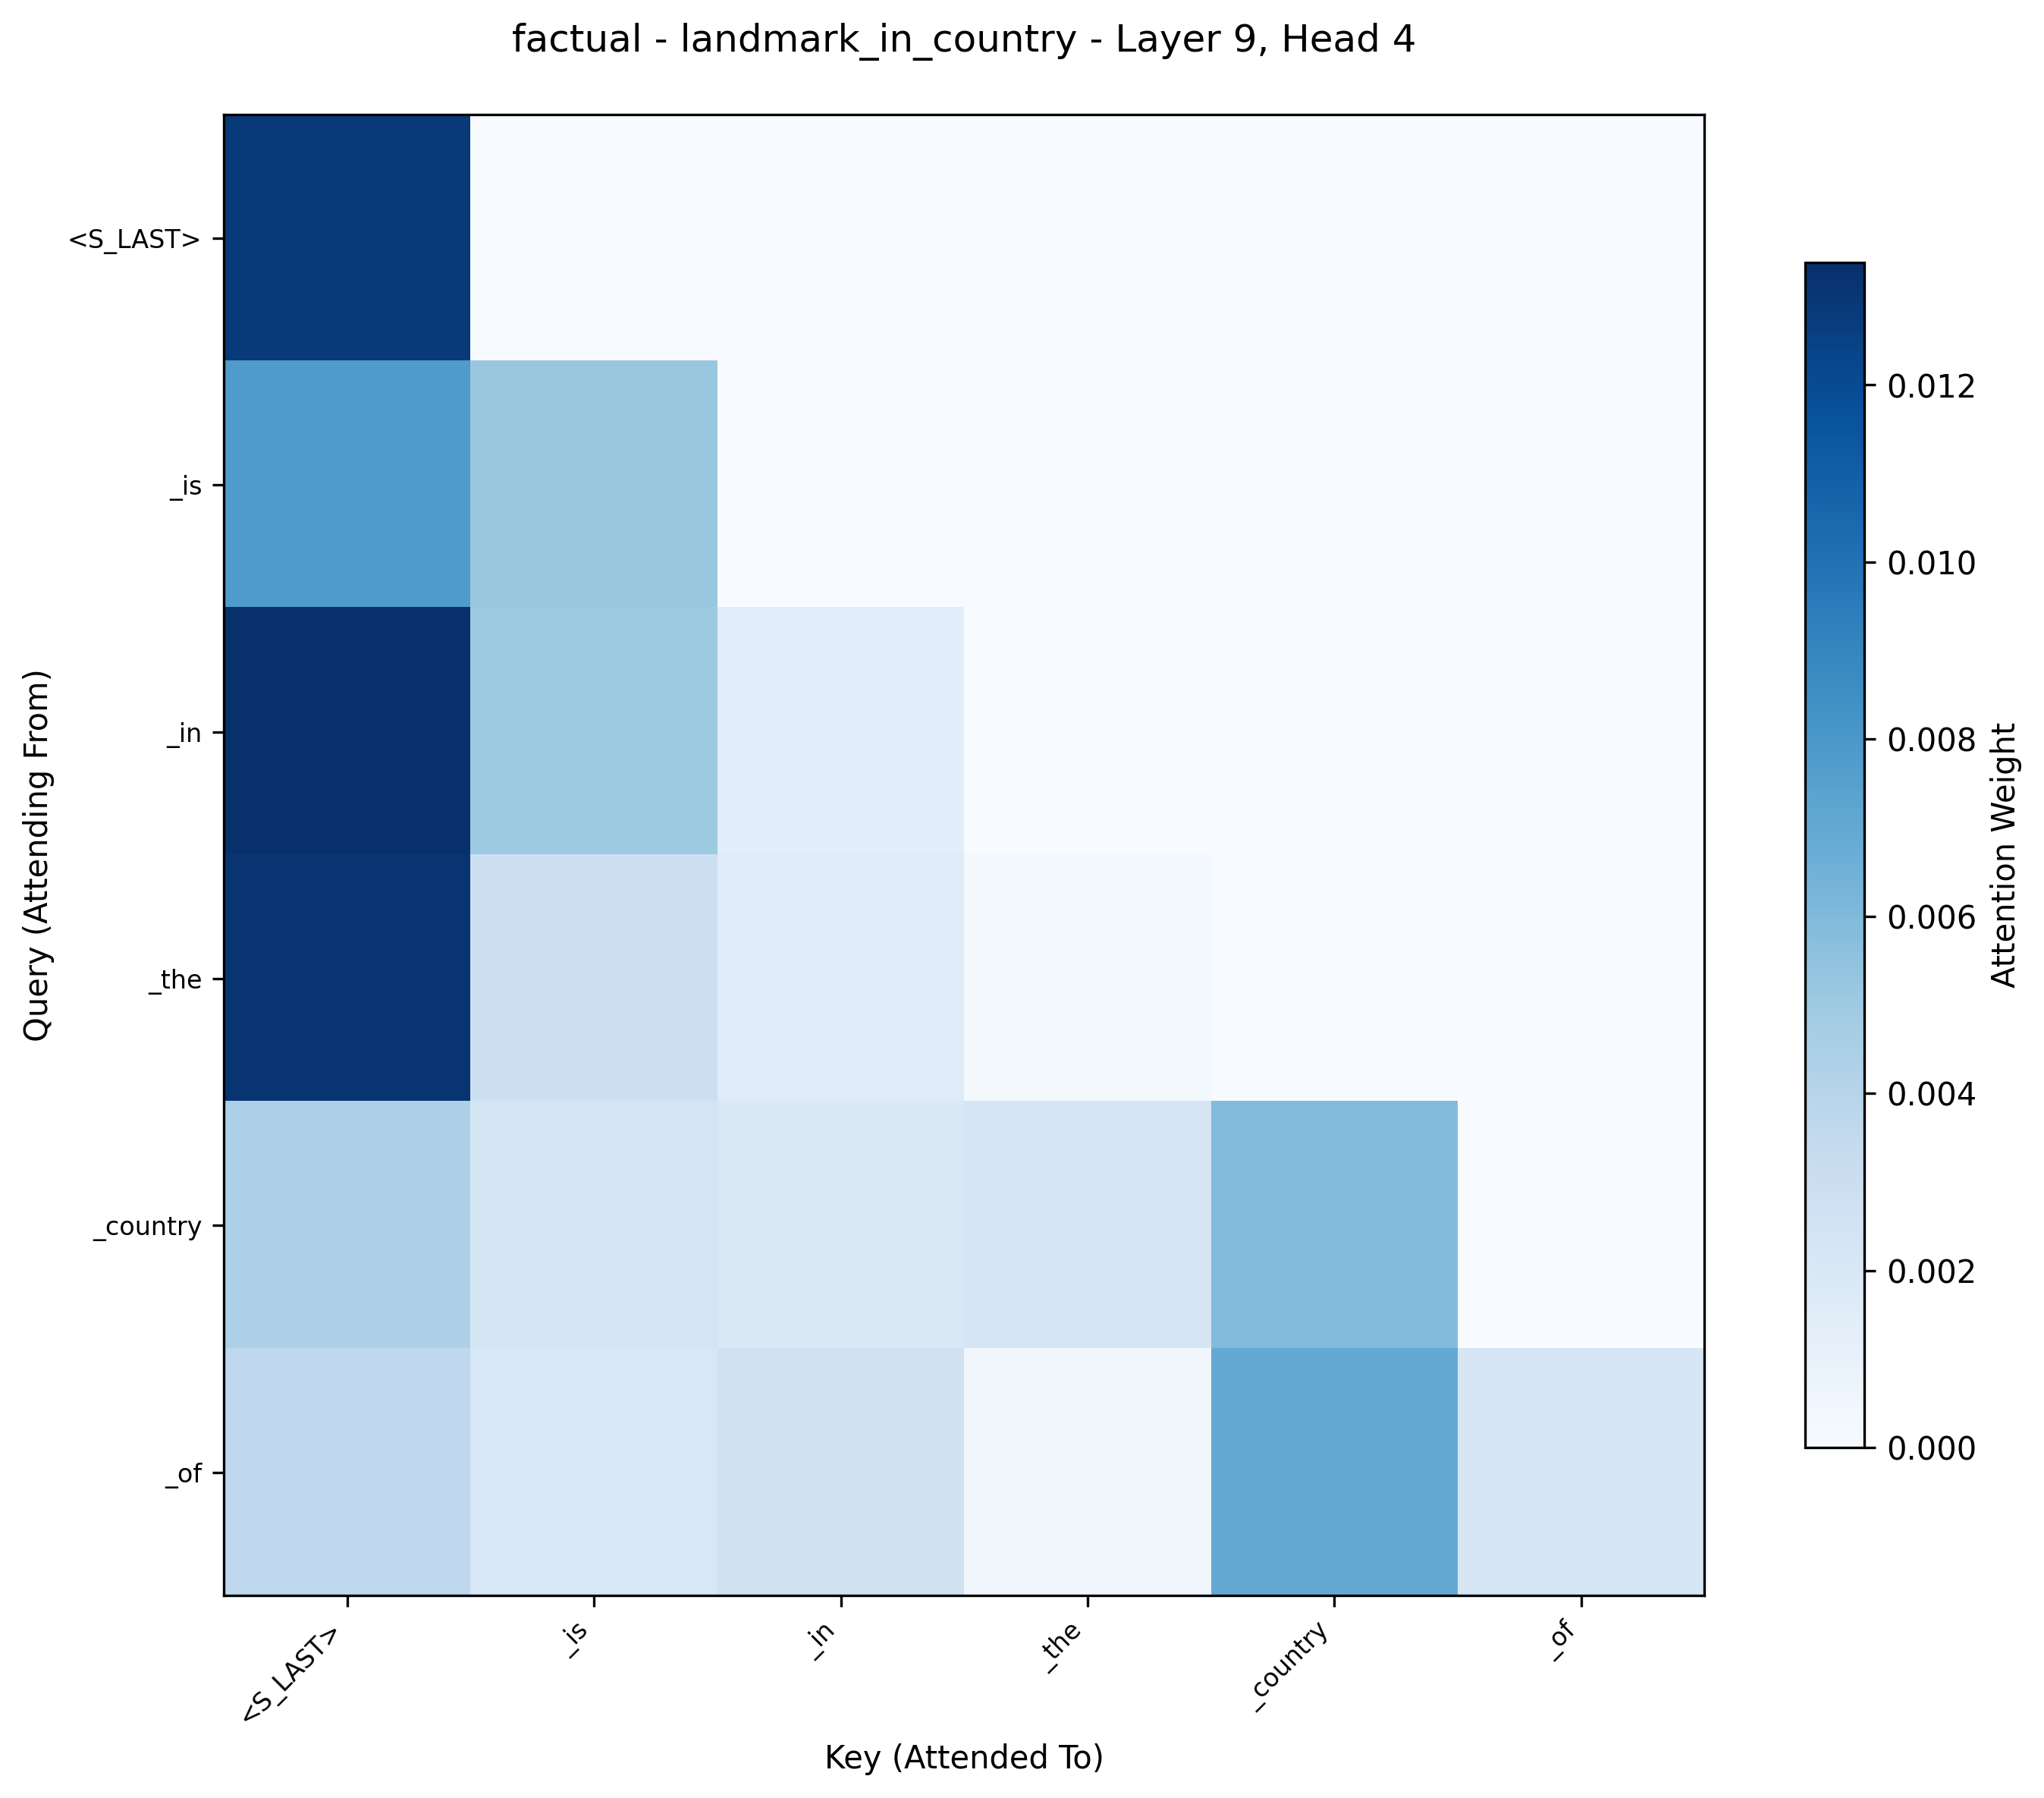 factual - landmark_in_country - Layer 9, Head 4
Query (Attending From)
<S_LAST>
_is
_in
_the
_country
_of
<S_LAST>
_is
_in
_the
_country
_of
Key (Attended To)
0.012
0.010
0.008
0.006
0.004
0.002
0.000
Attention Weight